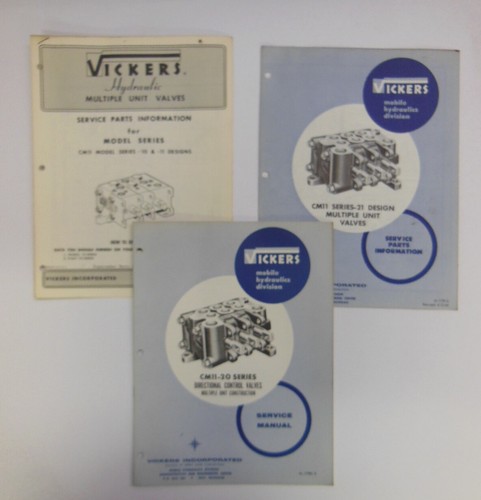 VICKERS
Hydraulic
MULTIPLE UNIT VALVES
SERVICE PARTS INFORMATION
for
MODEL SERIES
CM11 MODEL SERIES -10 & -11 DESIGNS
VICKERS INCORPORATED
VICKERS
mobile
hydraulics
division
CM11 SERIES-21 DESIGN
MULTIPLE UNIT
VALVES
SERVICE
PARTS
INFORMATION
VICKERS
mobile
hydraulics
division
CM11-20 SERIES
DIRECTIONAL CONTROL VALVES
MULTIPLE UNIT CONSTRUCTION
SERVICE
MANUAL
VICKERS INCORPORATED